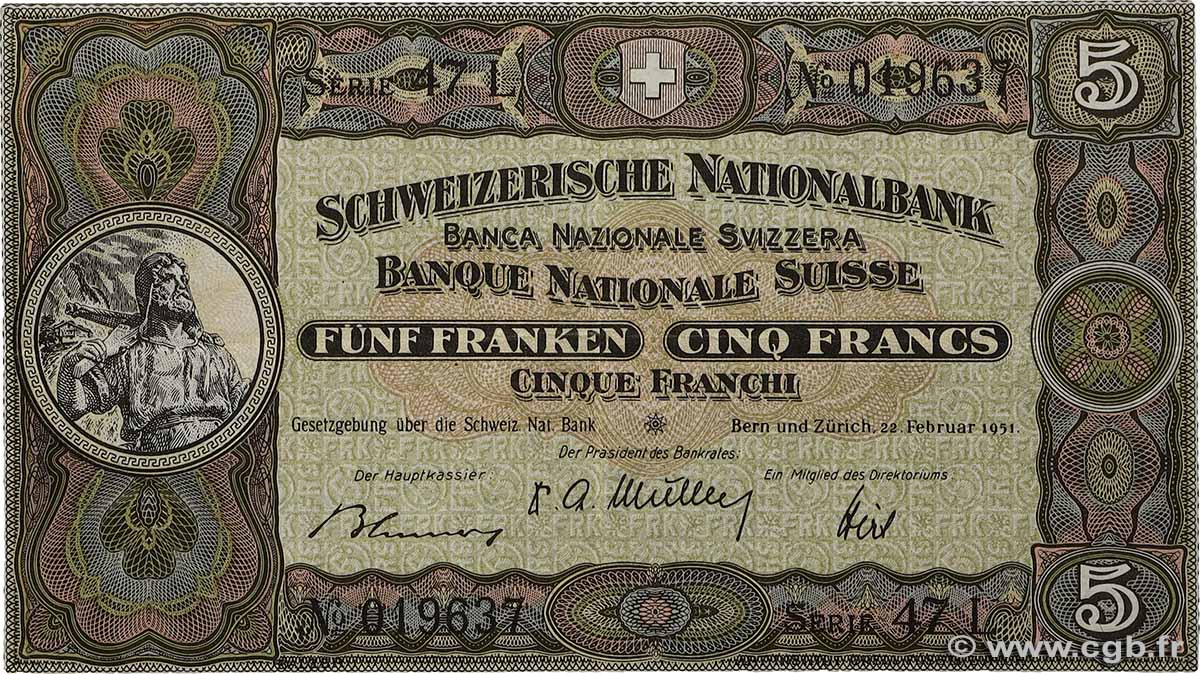 SERIE 47 L No 019637 5
SCHWEIZERISCHE NATIONALBANK
BANCA NAZIONALE SVIZZERA
BANQUE NATIONALE SUISSE
FÜNF FRANKEN CINQ FRANCS
CINQUE FRANCHI
Gesetzgebung über die Schweiz. Nat. Bank Bern und Zürich, 22. Februar 1951.
Der Präsident des Bankrates:
Der Hauptkassier: Ein Mitglied des Direktoriums:
No 019637 SERIE 47 L 5
© www.cgb.fr